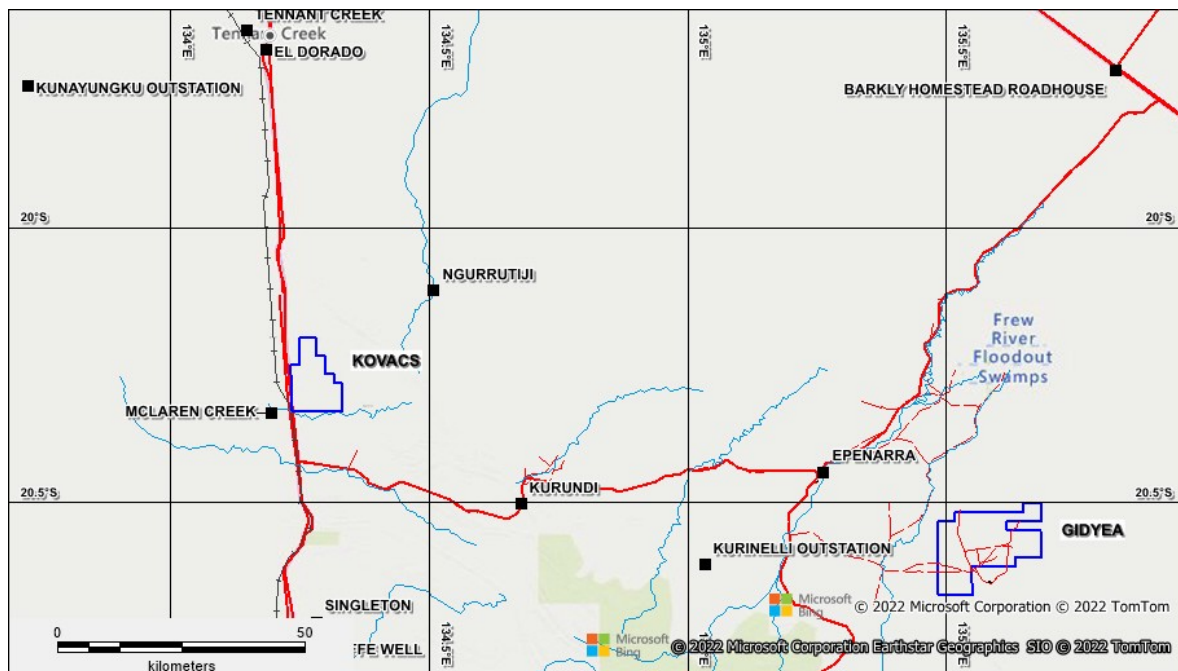 TENNANT CREEK
Tennant Creek
EL DORADO
134°E
134.5°E
135°E
135.5°E
KUNAYUNGKU OUTSTATION
BARKLY HOMESTEAD ROADHOUSE
20°S
20°S
NGURRUTIJI
KOVACS
Frew
River
Floodout
Swamps
MCLAREN CREEK
EPENARRA
KURUNDI
20.5°S
20.5°S
GIDYEA
KURINELLI OUTSTATION
Microsoft
Bing
© 2022 Microsoft Corporation © 2022 TomTom
SINGLETON
0
50
kilometers
134.5°E
Microsoft
Bing
© 2022 Microsoft Corporation Earthstar Geographics SIO © 2022 TomTom